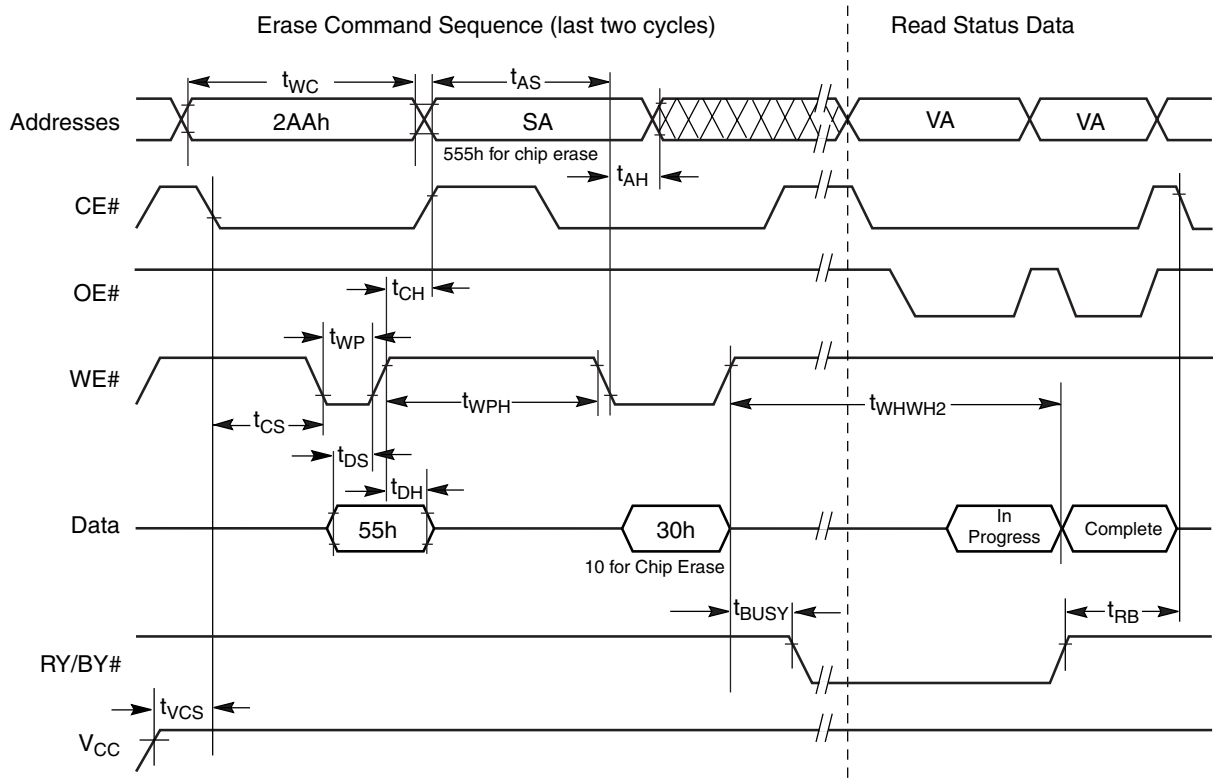 Erase Command Sequence (last two cycles)
Read Status Data
tWC
tAS
Addresses
2AAh
SA
VA
VA
555h for chip erase
tAH
CE#
OE#
tCH
tWP
WE#
tWPH
tWHWH2
tCS
tDS
tDH
Data
55h
30h
In
Progress
Complete
10 for Chip Erase
tBUSY
tRB
RY/BY#
tVCS
VCC